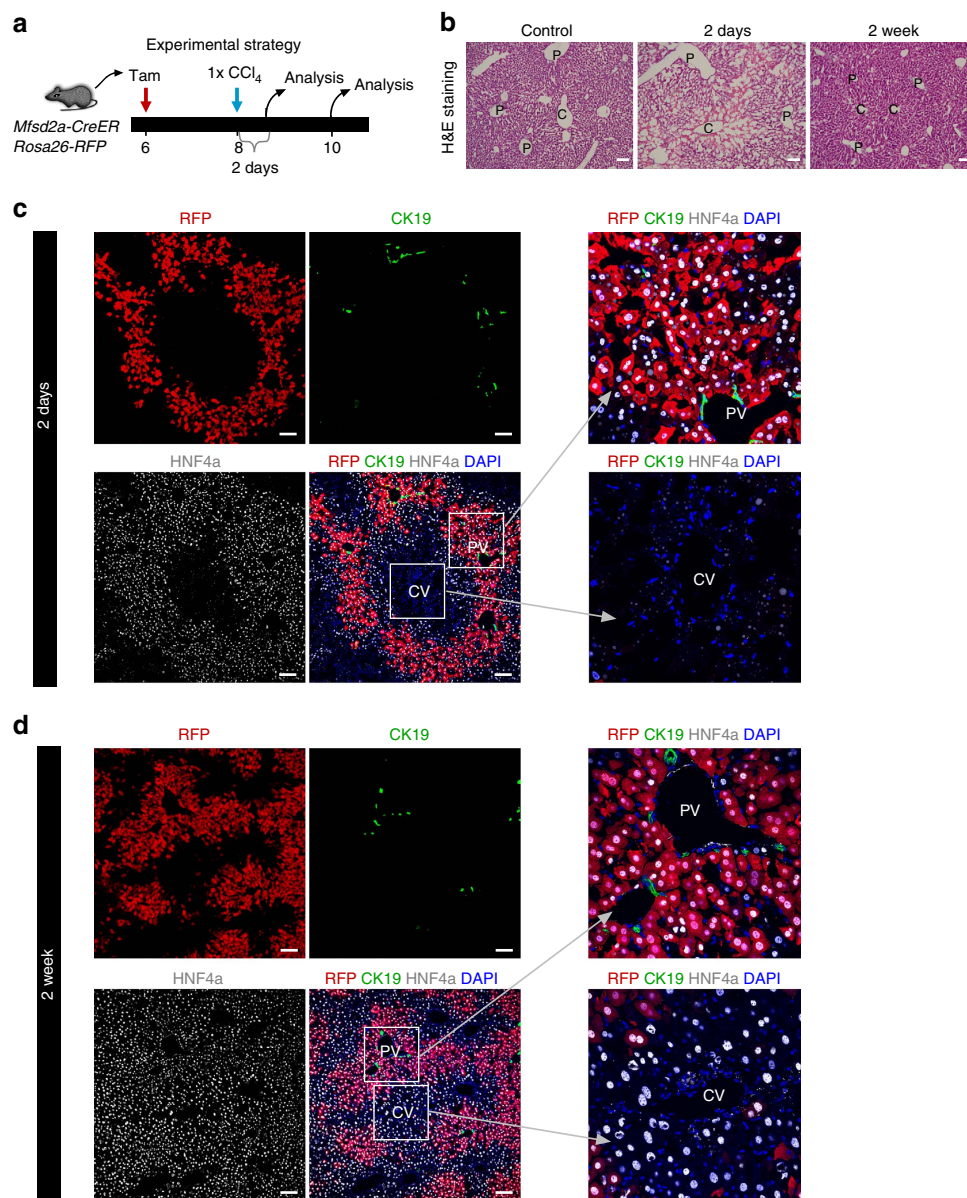 a
Experimental strategy
Tam
1x CCl4
Analysis
Analysis
Mfsd2a-CreER
Rosa26-RFP
6
8
10
2 days
b
Control
2 days
2 week
H&E staining
P
P
C
P
P
C
P
P
C
C
P
c
2 days
RFP
CK19
RFP CK19 HNF4a DAPI
PV
HNF4a
RFP CK19 HNF4a DAPI
RFP CK19 HNF4a DAPI
PV
CV
CV
d
2 week
RFP
CK19
RFP CK19 HNF4a DAPI
PV
HNF4a
RFP CK19 HNF4a DAPI
RFP CK19 HNF4a DAPI
PV
CV
CV